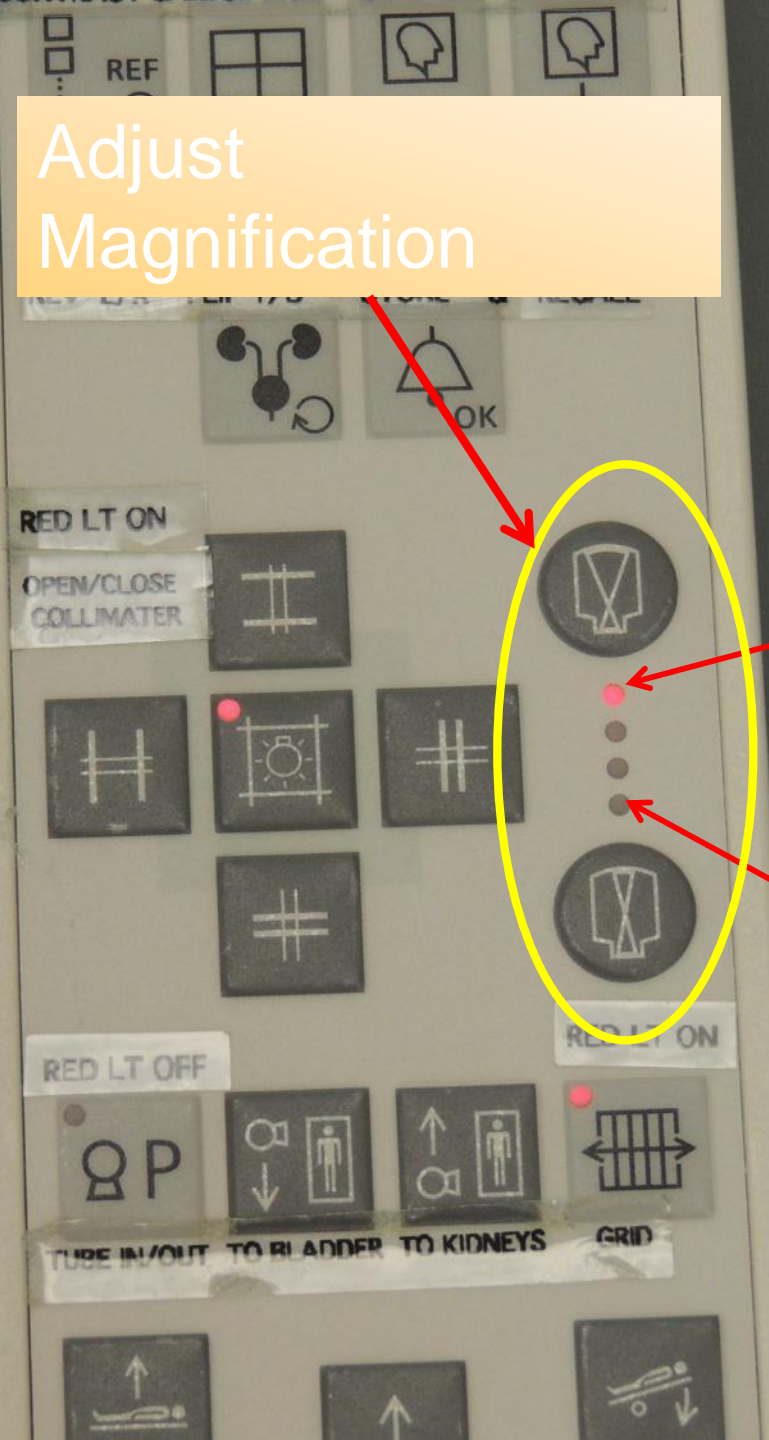 REF
Adjust
Magnification
OK
RED LT ON
OPEN/CLOSE
COLLIMATER
RED LT ON
RED LT OFF
P
TUBE IN/OUT TO BLADDER TO KIDNEYS GRID